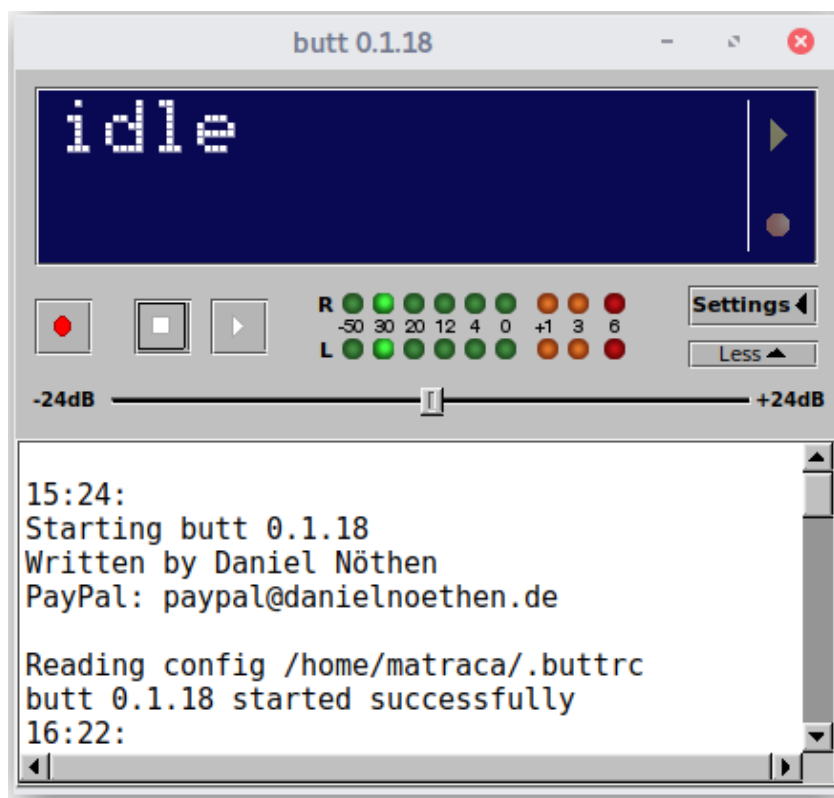 butt 0.1.18
idle
R
-50 30 20 12 4 0 +1 3 6
L
Settings
Less
-24dB +24dB
15:24:
Starting butt 0.1.18
Written by Daniel Nöthen
PayPal: paypal@danielnoethen.de
Reading config /home/matraca/.buttrc
butt 0.1.18 started successfully
16:22: